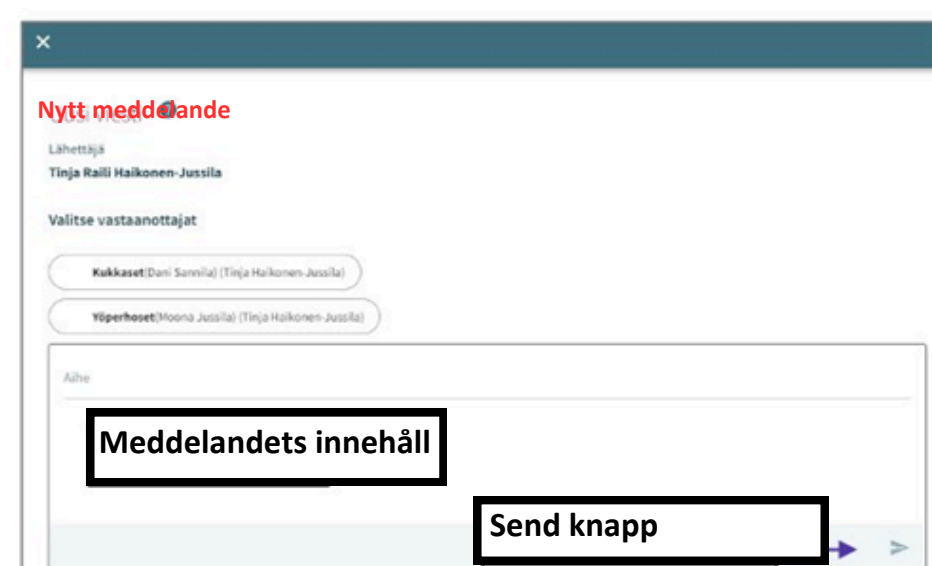 Nytt meddelande
Lähettäjä
Tinja Raili Haikonen-Jussila
Valitse vastaanottajat
Kukkaset(Dani Sannila) (Tinja Haikonen-Jussila)
Yöperhoset(Moona Jussila) (Tinja Haikonen-Jussila)
Aihe
Meddelandets innehåll
Send knapp